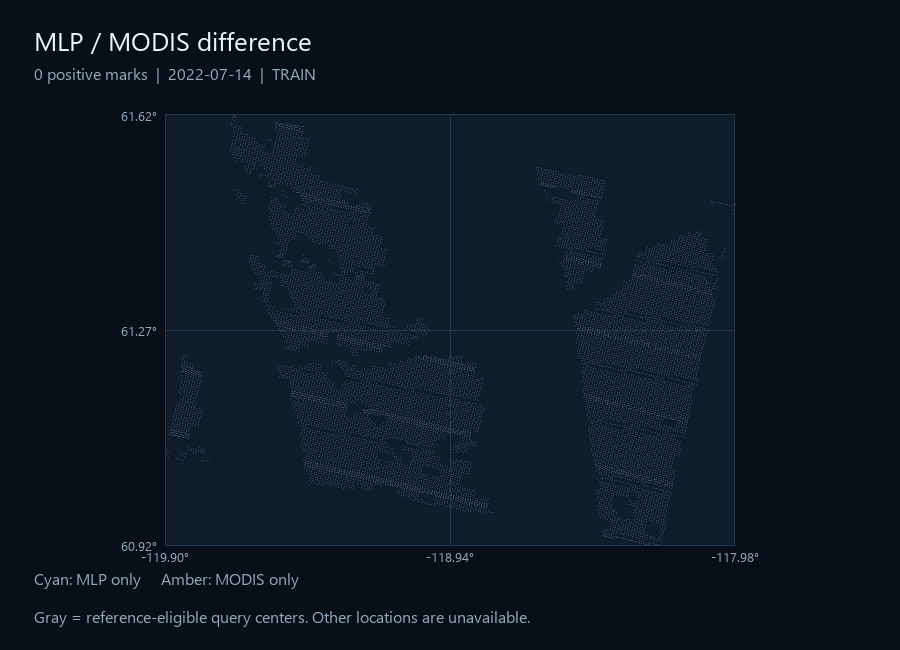 MLP / MODIS difference
0 positive marks | 2022-07-14 | TRAIN
61.62°
61.27°
60.92°
-119.90° -118.94° -117.98°
Cyan: MLP only Amber: MODIS only
Gray = reference-eligible query centers. Other locations are unavailable.